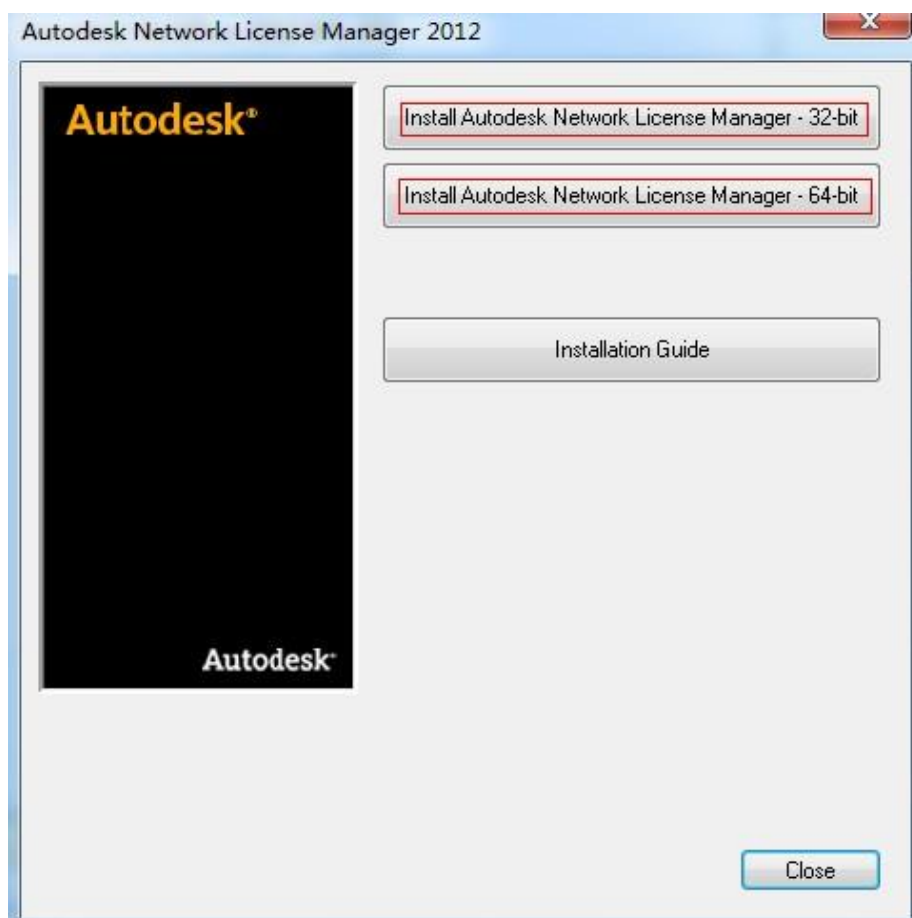 Autodesk Network License Manager 2012
Autodesk®
Install Autodesk Network License Manager - 32-bit
Install Autodesk Network License Manager - 64-bit
Installation Guide
Autodesk
Close